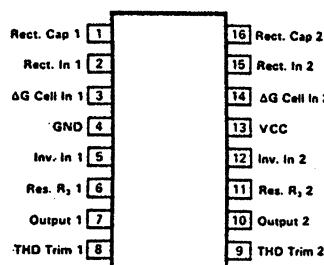 Rect. Cap 1 1 16 Rect. Cap 2
Rect. In 1 2 15 Rect. In 2
ΔG Cell In 1 3 14 ΔG Cell In 2
GND 4 13 VCC
Inv. In 1 5 12 Inv. In 2
Res. R₃ 1 6 11 Res. R₃ 2
Output 1 7 10 Output 2
THD Trim 1 8 9 THD Trim 2